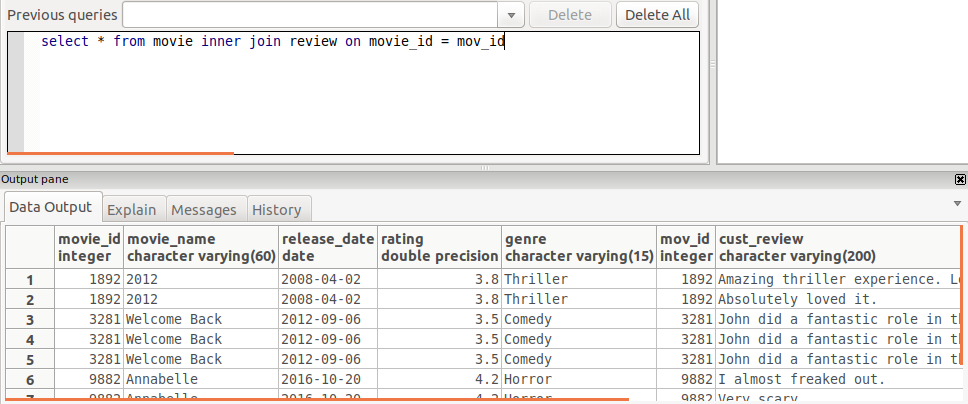 Previous queries Delete Delete All
select * from movie inner join review on movie_id = mov_id
Output pane
Data Output Explain Messages History
movie_id movie_name release_date rating genre mov_id cust_review
integer character varying(60) date double precision character varying(15) integer character varying(200)
1 1892 2012 2008-04-02 3.8 Thriller 1892 Amazing thriller experience.
2 1892 2012 2008-04-02 3.8 Thriller 1892 Absolutely loved it.
3 3281 Welcome Back 2012-09-06 3.5 Comedy 3281 John did a fantastic role in
4 3281 Welcome Back 2012-09-06 3.5 Comedy 3281 John did a fantastic role in
5 3281 Welcome Back 2012-09-06 3.5 Comedy 3281 John did a fantastic role in
6 9882 Annabelle 2016-10-20 4.2 Horror 9882 I almost freaked out.
7 9882 Annabelle 2016-10-20 4.2 Horror 9882 Very scary